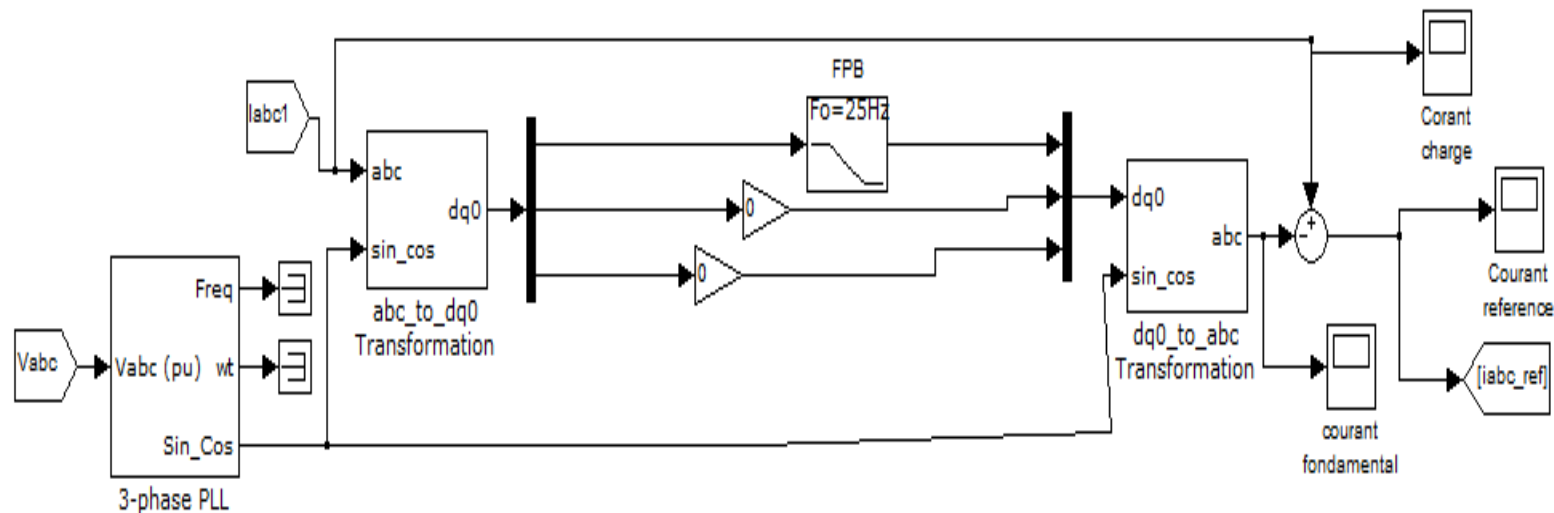 FPB
Fo=25Hz
Iabc1
Corant
charge
abc
dq0
sin_cos
abc_to_dq0
Transformation
0
0
dq0
abc
sin_cos
dq0_to_abc
Transformation
+
-
Courant
reference
[iabc_ref]
courant
fondamental
Vabc
Freq
Vabc (pu) wt
Sin_Cos
3-phase PLL